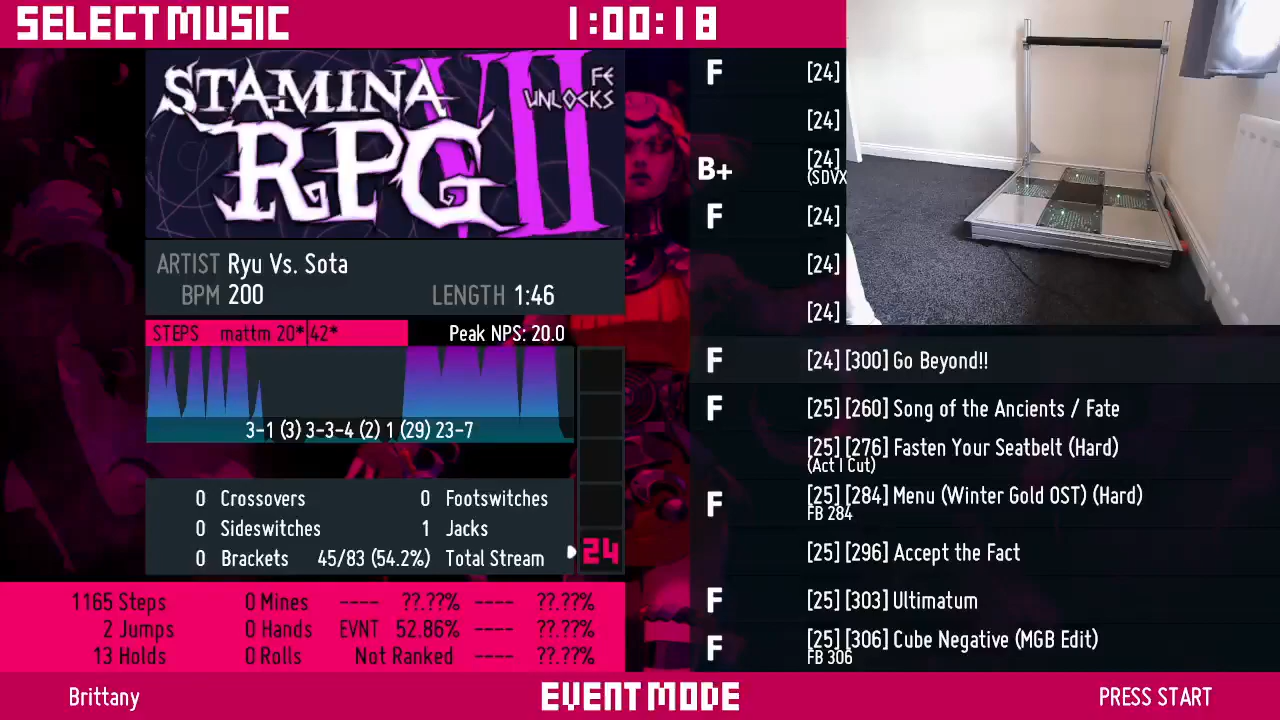 SELECT MUSIC
1:00:18
STAMINA
RPG
VII
FE
UNLOCKS
ARTIST Ryu Vs. Sota
BPM 200
LENGTH 1:46
STEPS mattm 20* 42*
Peak NPS: 20.0
3-1 (3) 3-3-4 (2) 1 (29) 23-7
0 Crossovers
0 Footswitches
0 Sideswitches
1 Jacks
0 Brackets
45/83 (54.2%) Total Stream
24
1165 Steps
0 Mines
---- ??.??%
---- ??.??%
2 Jumps
0 Hands
EVNT 52.86%
---- ??.??%
13 Holds
0 Rolls
Not Ranked
---- ??.??%
F [24]
[24]
B+ [24]
(SDVX
F [24]
[24]
[24]
F [24] [300] Go Beyond!!
F [25] [260] Song of the Ancients / Fate
[25] [276] Fasten Your Seatbelt (Hard)
(Act I Cut)
F [25] [284] Menu (Winter Gold OST) (Hard)
FB 284
[25] [296] Accept the Fact
F [25] [303] Ultimatum
F [25] [306] Cube Negative (MGB Edit)
FB 306
Brittany
EVENT MODE
PRESS START